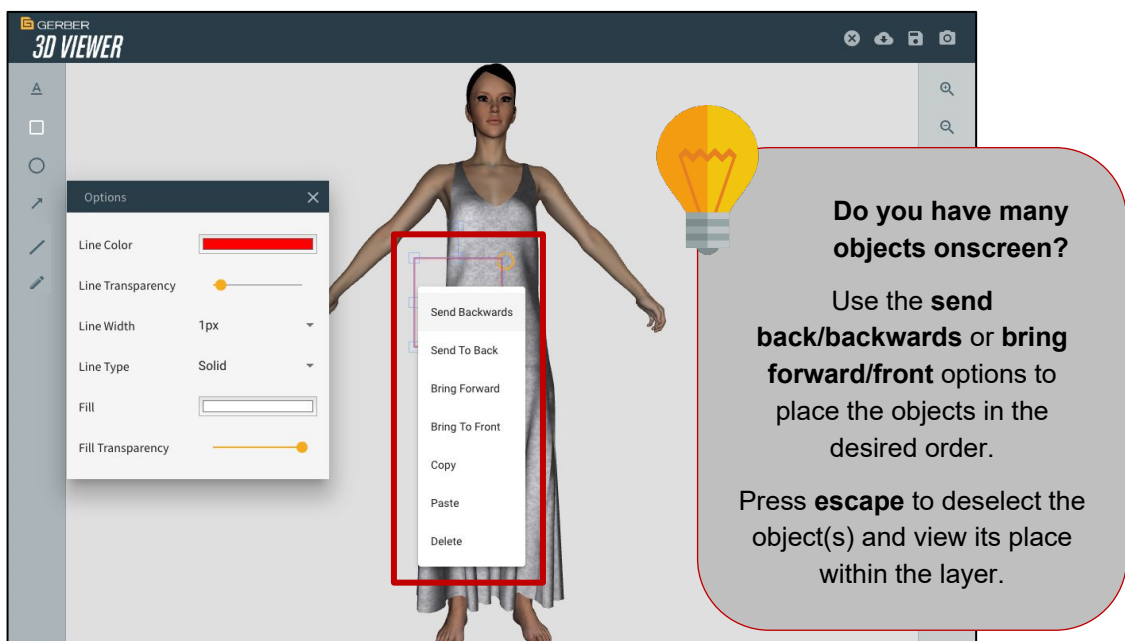 GERBER
3D VIEWER
A
Options
Line Color
Line Transparency
Line Width 1px
Line Type Solid
Fill
Fill Transparency
Send Backwards
Send To Back
Bring Forward
Bring To Front
Copy
Paste
Delete
Do you have many
objects onscreen?
Use the send
back/backwards or bring
forward/front options to
place the objects in the
desired order.
Press escape to deselect the
object(s) and view its place
within the layer.